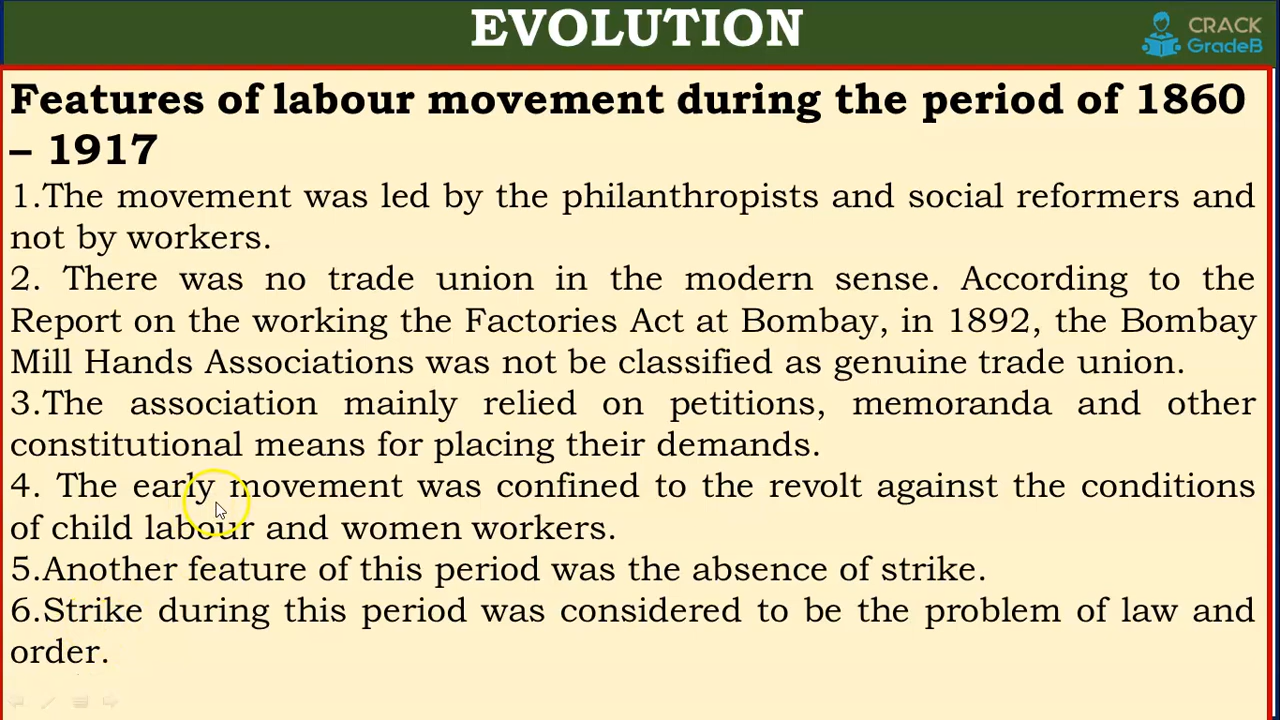 EVOLUTION
CRACK
GradeB
Features of labour movement during the period of 1860
– 1917
1.The movement was led by the philanthropists and social reformers and
not by workers.
2. There was no trade union in the modern sense. According to the
Report on the working the Factories Act at Bombay, in 1892, the Bombay
Mill Hands Associations was not be classified as genuine trade union.
3.The association mainly relied on petitions, memoranda and other
constitutional means for placing their demands.
4. The early movement was confined to the revolt against the conditions
of child labour and women workers.
5.Another feature of this period was the absence of strike.
6.Strike during this period was considered to be the problem of law and
order.